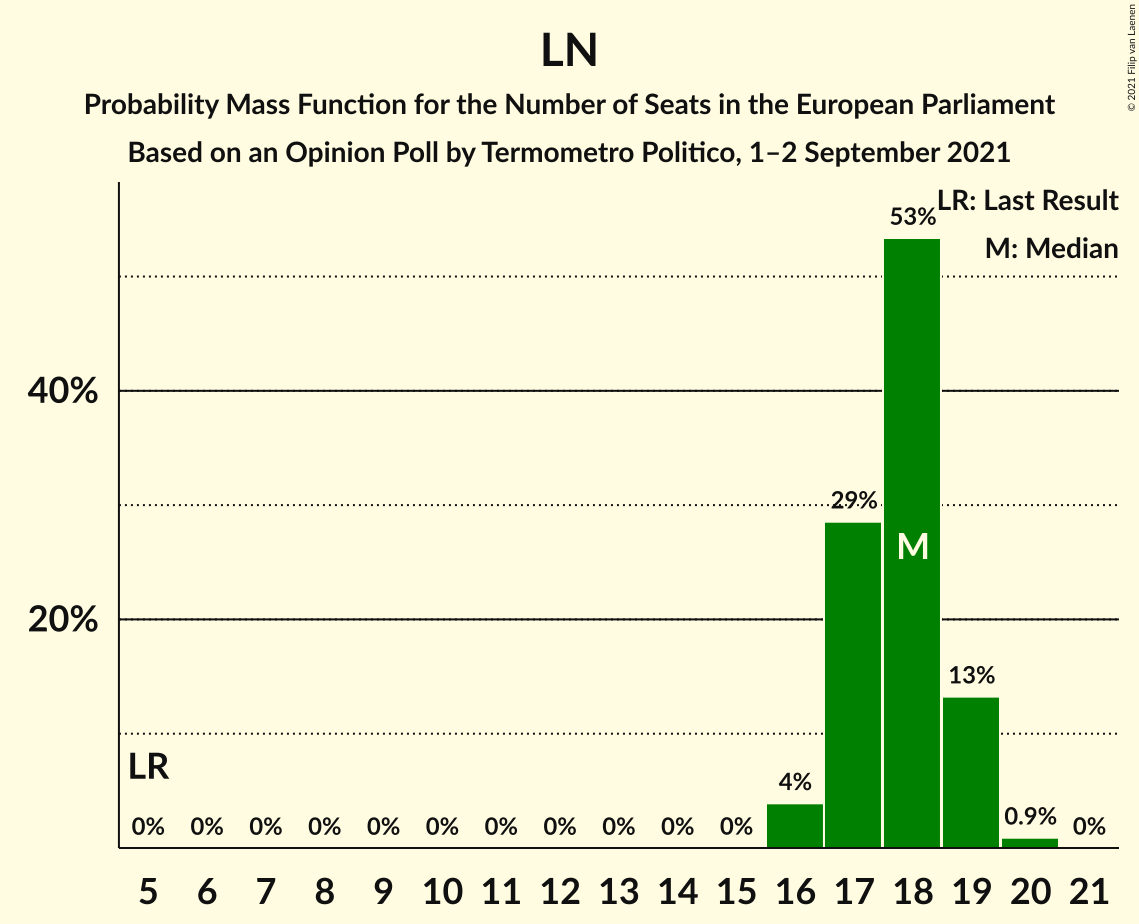 LN
Probability Mass Function for the Number of Seats in the European Parliament
Based on an Opinion Poll by Termometro Politico, 1–2 September 2021
© 2021 Filip van Laenen
LR: Last Result
M: Median
53%
40%
29%
M
20%
13%
LR
4%
0.9%
0% 0% 0% 0% 0% 0% 0% 0% 0% 0% 0% 0%
5 6 7 8 9 10 11 12 13 14 15 16 17 18 19 20 21